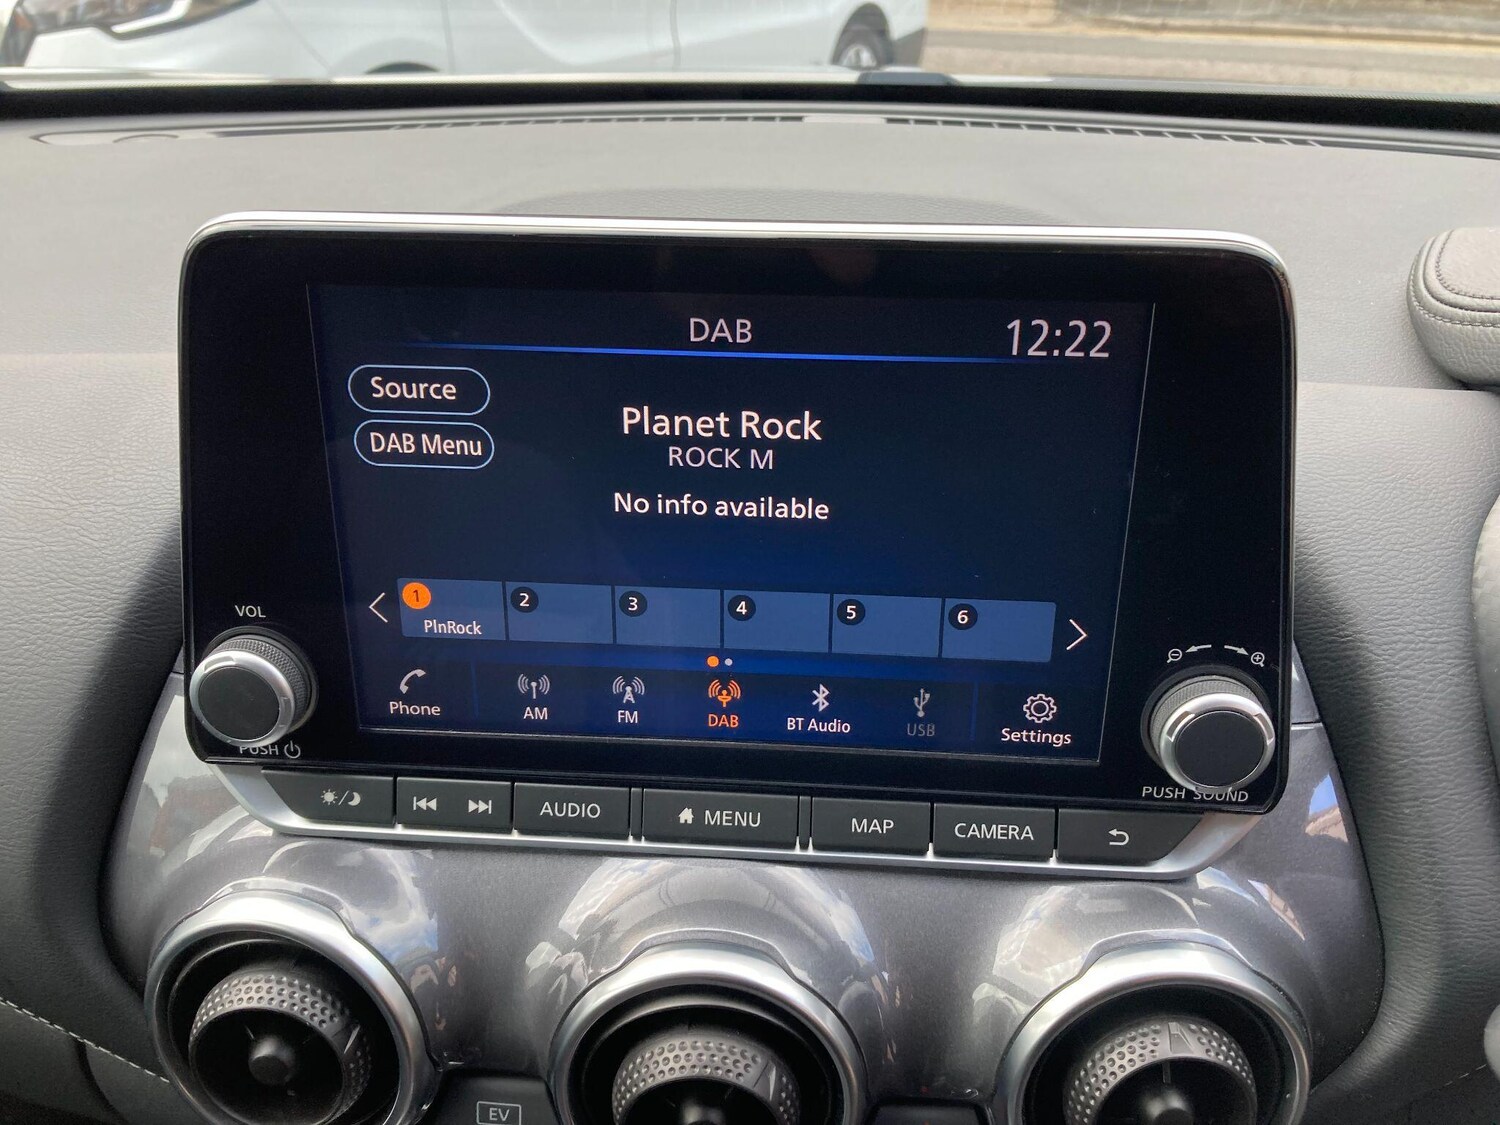 DAB
12:22
Source
DAB Menu
Planet Rock
ROCK M
No info available
1
PlnRock
2
3
4
5
6
Phone
AM
FM
DAB
BT Audio
USB
Settings
VOL
PUSH
PUSH SOUND
AUDIO
MENU
MAP
CAMERA
EV